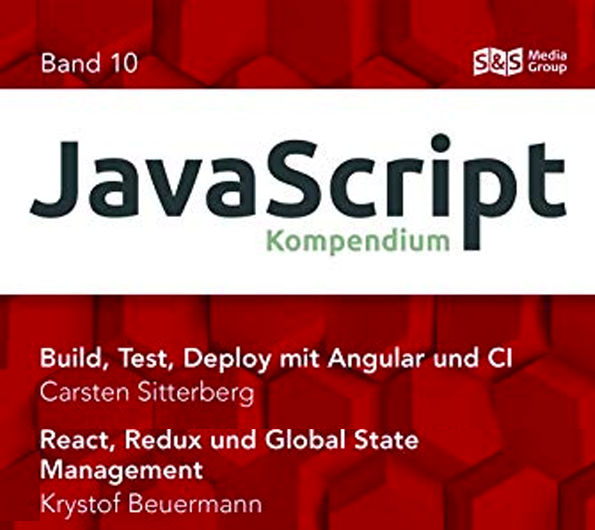 Band 10
S&S Media
Group
JavaScript
Kompendium
Build, Test, Deploy mit Angular und CI
Carsten Sitterberg
React, Redux und Global State
Management
Krystof Beuermann